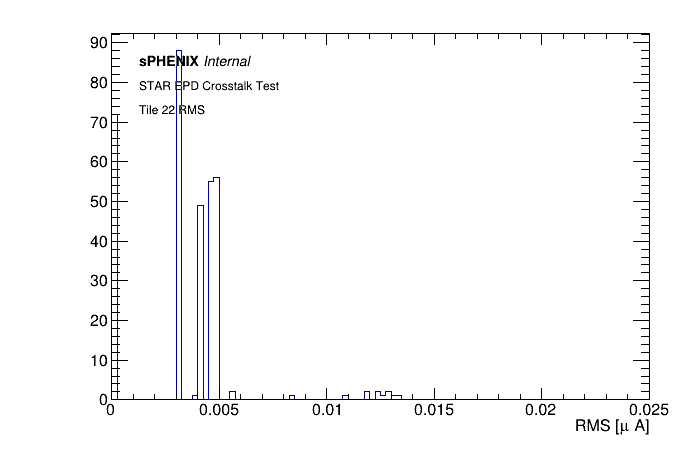 90
sPHENIX Internal
STAR EPD Crosstalk Test
80
Tile 22 RMS
70
60
50
40
30
20
10
0
0 0.005 0.01 0.015 0.02 0.025
RMS [μ A]